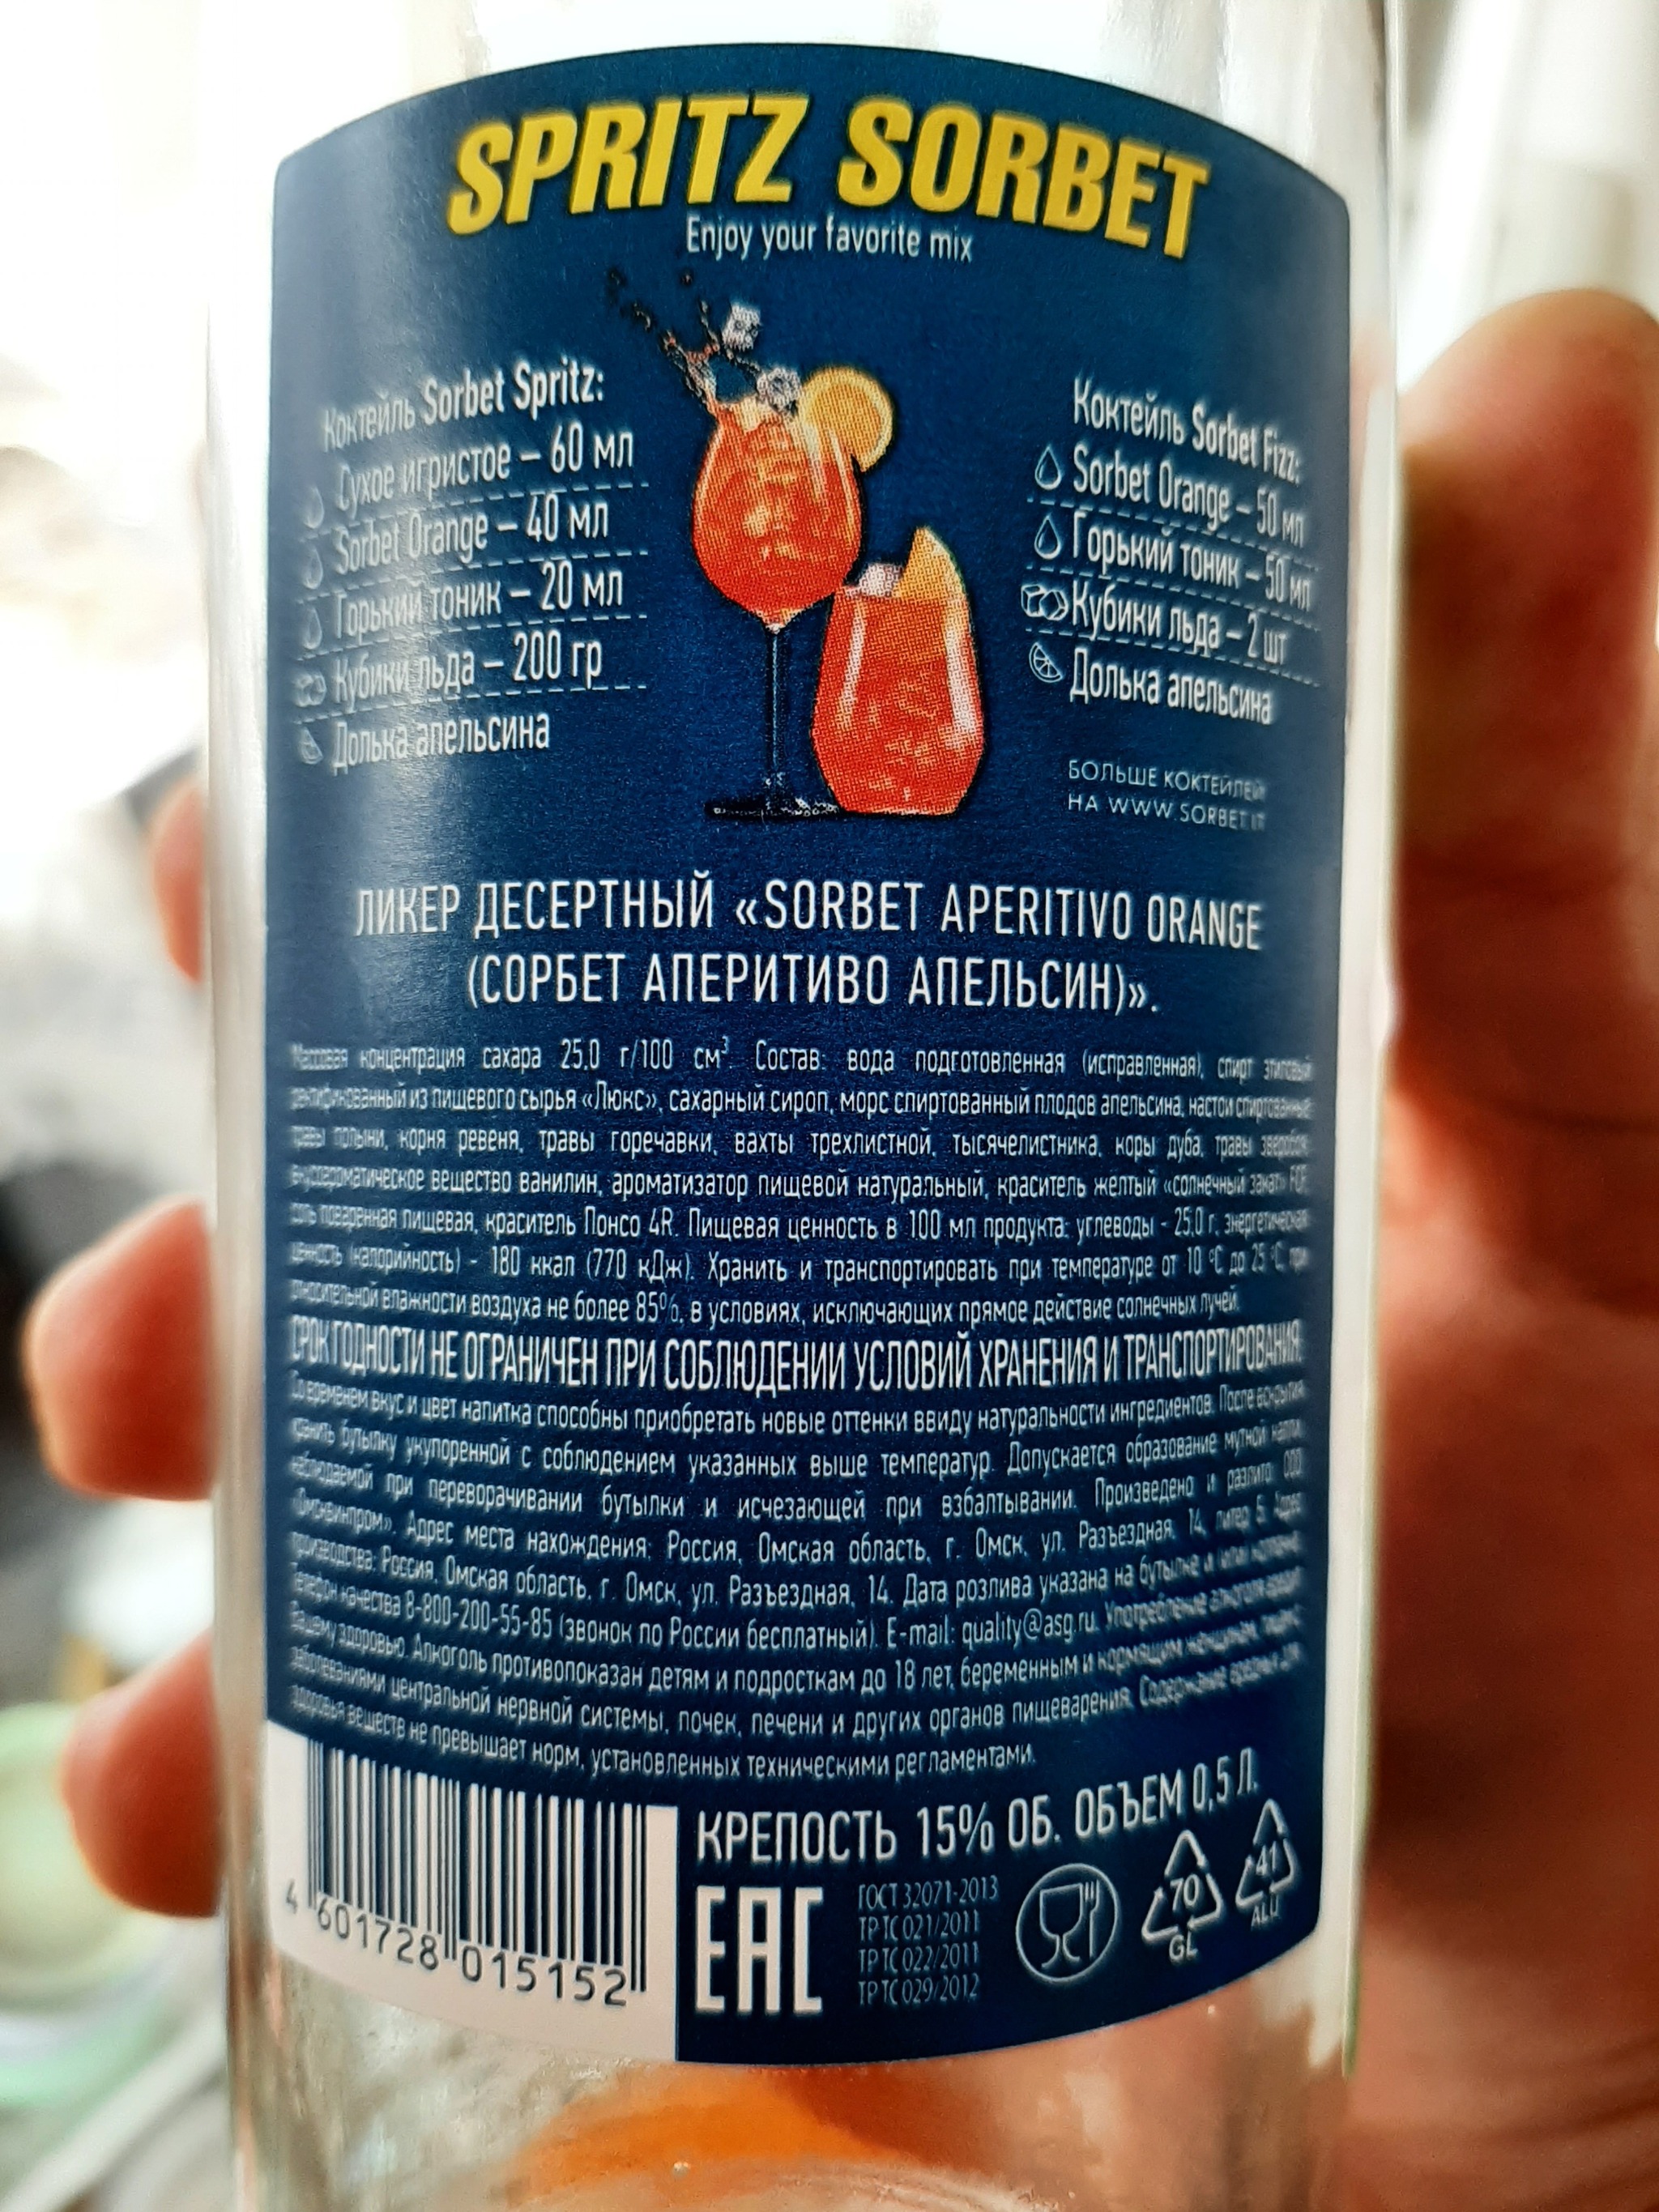 SPRITZ SORBET
Enjoy your favorite mix
Коктейль Sorbet Spritz:
Сухое игристое – 60 мл
Sorbet Orange – 40 мл
Горький тоник – 20 мл
Кубики льда – 200 гр
Долька апельсина
Коктейль Sorbet Fizz:
Sorbet Orange – 50 мл
Горький тоник – 50 мл
Кубики льда – 2 шт
Долька апельсина
БОЛЬШЕ КОКТЕЙЛЕЙ
НА WWW.SORBET.IT
ЛИКЕР ДЕСЕРТНЫЙ «SORBET APERITIVO ORANGE
(СОРБЕТ АПЕРИТИВО АПЕЛЬСИН)».
Массовая концентрация сахара 25,0 г/100 см³. Состав: вода подготовленная (исправленная), спирт этиловый
ректификованный из пищевого сырья «Люкс», сахарный сироп, морс спиртованный плодов апельсина, настои спиртованные
травы полыни, корня ревеня, травы горечавки, вахты трехлистной, тысячелистника, коры дуба, травы зверобоя,
вкусоароматическое вещество ванилин, ароматизатор пищевой натуральный, краситель желтый «солнечный закат» FCF,
соль поваренная пищевая, краситель Понсо 4R. Пищевая ценность в 100 мл продукта: углеводы - 25,0 г; энергетическая
ценность (калорийность) - 180 ккал (770 кДж). Хранить и транспортировать при температуре от 10 °C до 25 °C, при
относительной влажности воздуха не более 85%, в условиях, исключающих прямое действие солнечных лучей.
СРОК ГОДНОСТИ НЕ ОГРАНИЧЕН ПРИ СОБЛЮДЕНИИ УСЛОВИЙ ХРАНЕНИЯ И ТРАНСПОРТИРОВАНИЯ.
Со временем вкус и цвет напитка способны приобретать новые оттенки ввиду натуральности ингредиентов. После вскрытия
хранить бутылку укупоренной с соблюдением указанных выше температур. Допускается образование мутной капли,
наблюдаемой при переворачивании бутылки и исчезающей при взбалтывании. Произведено и разлито: ООО
«Омсквинпром». Адрес места нахождения: Россия, Омская область, г. Омск, ул. Разъездная, 14, литер Б. Адрес
производства: Россия, Омская область, г. Омск, ул. Разъездная, 14. Дата розлива указана на бутылке и (или) колпачке.
Телефон качества 8-800-200-55-85 (звонок по России бесплатный). E-mail: quality@asg.ru. Употребление алкоголя вредит
Вашему здоровью. Алкоголь противопоказан детям и подросткам до 18 лет, беременным и кормящим женщинам, лицам с
заболеваниями центральной нервной системы, почек, печени и других органов пищеварения. Содержание вредных для
здоровья веществ не превышает норм, установленных техническими регламентами.
КРЕПОСТЬ 15% ОБ. ОБЪЕМ 0,5 Л.
4 601728 015152
EAC
ГОСТ 32071-2013
ТР ТС 021/2011
ТР ТС 022/2011
ТР ТС 029/2012
70
GL
41
ALU